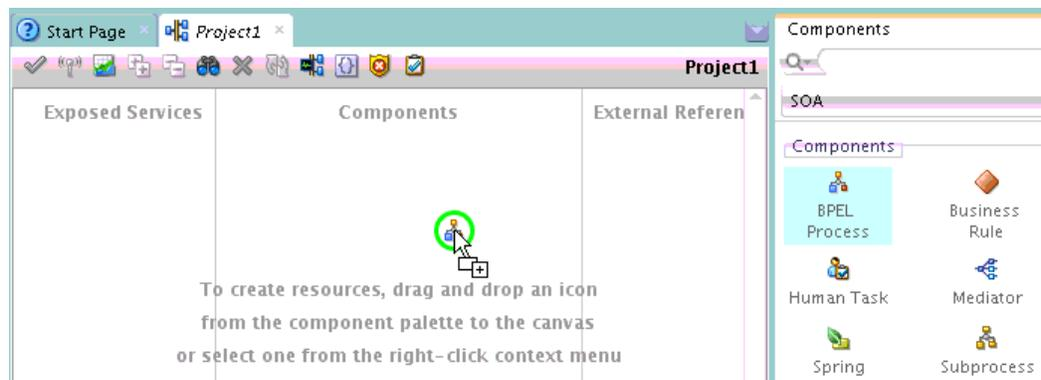 Start Page
Project1
Project1
Exposed Services
Components
External Referen
To create resources, drag and drop an icon
from the component palette to the canvas
or select one from the right-click context menu
Components
SOA
Components
BPEL
Process
Business
Rule
Human Task
Mediator
Spring
Subprocess